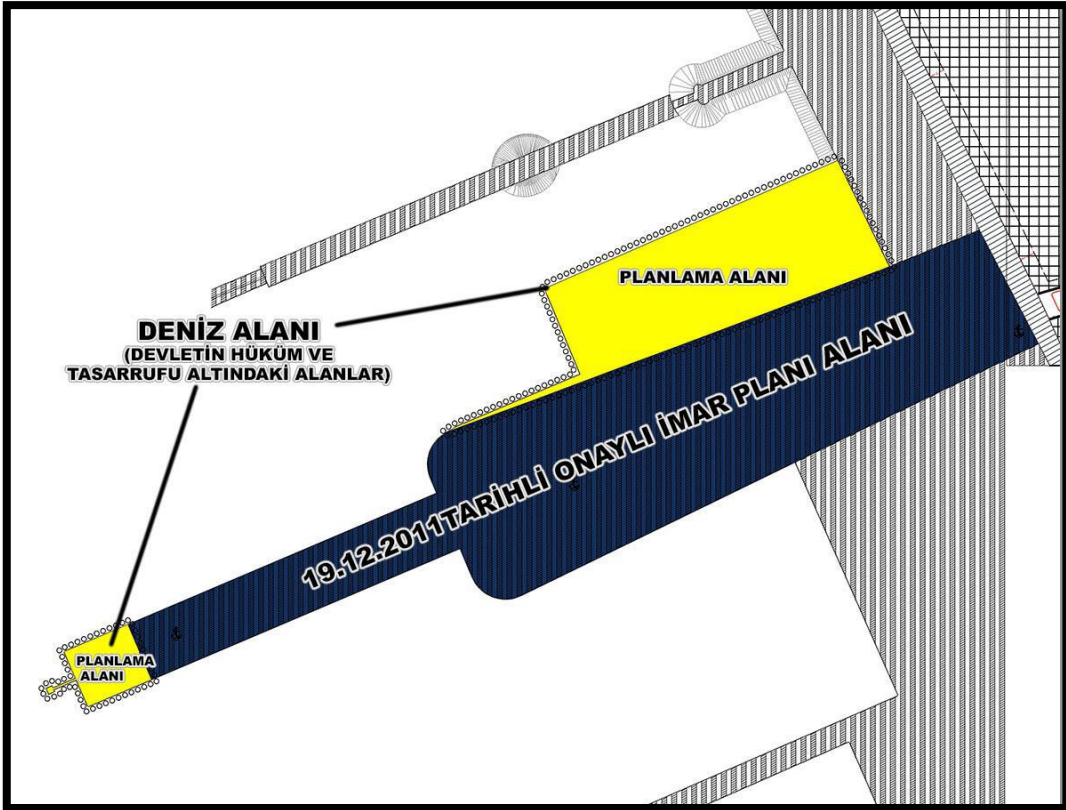 PLANLAMA ALANI
DENİZ ALANI
(DEVLETİN HÜKÜM VE
TASARRUFU ALTINDAKİ ALANLAR)
19.12.2011TARİHLİ ONAYLI İMAR PLANI ALANI
PLANLAMA
ALANI